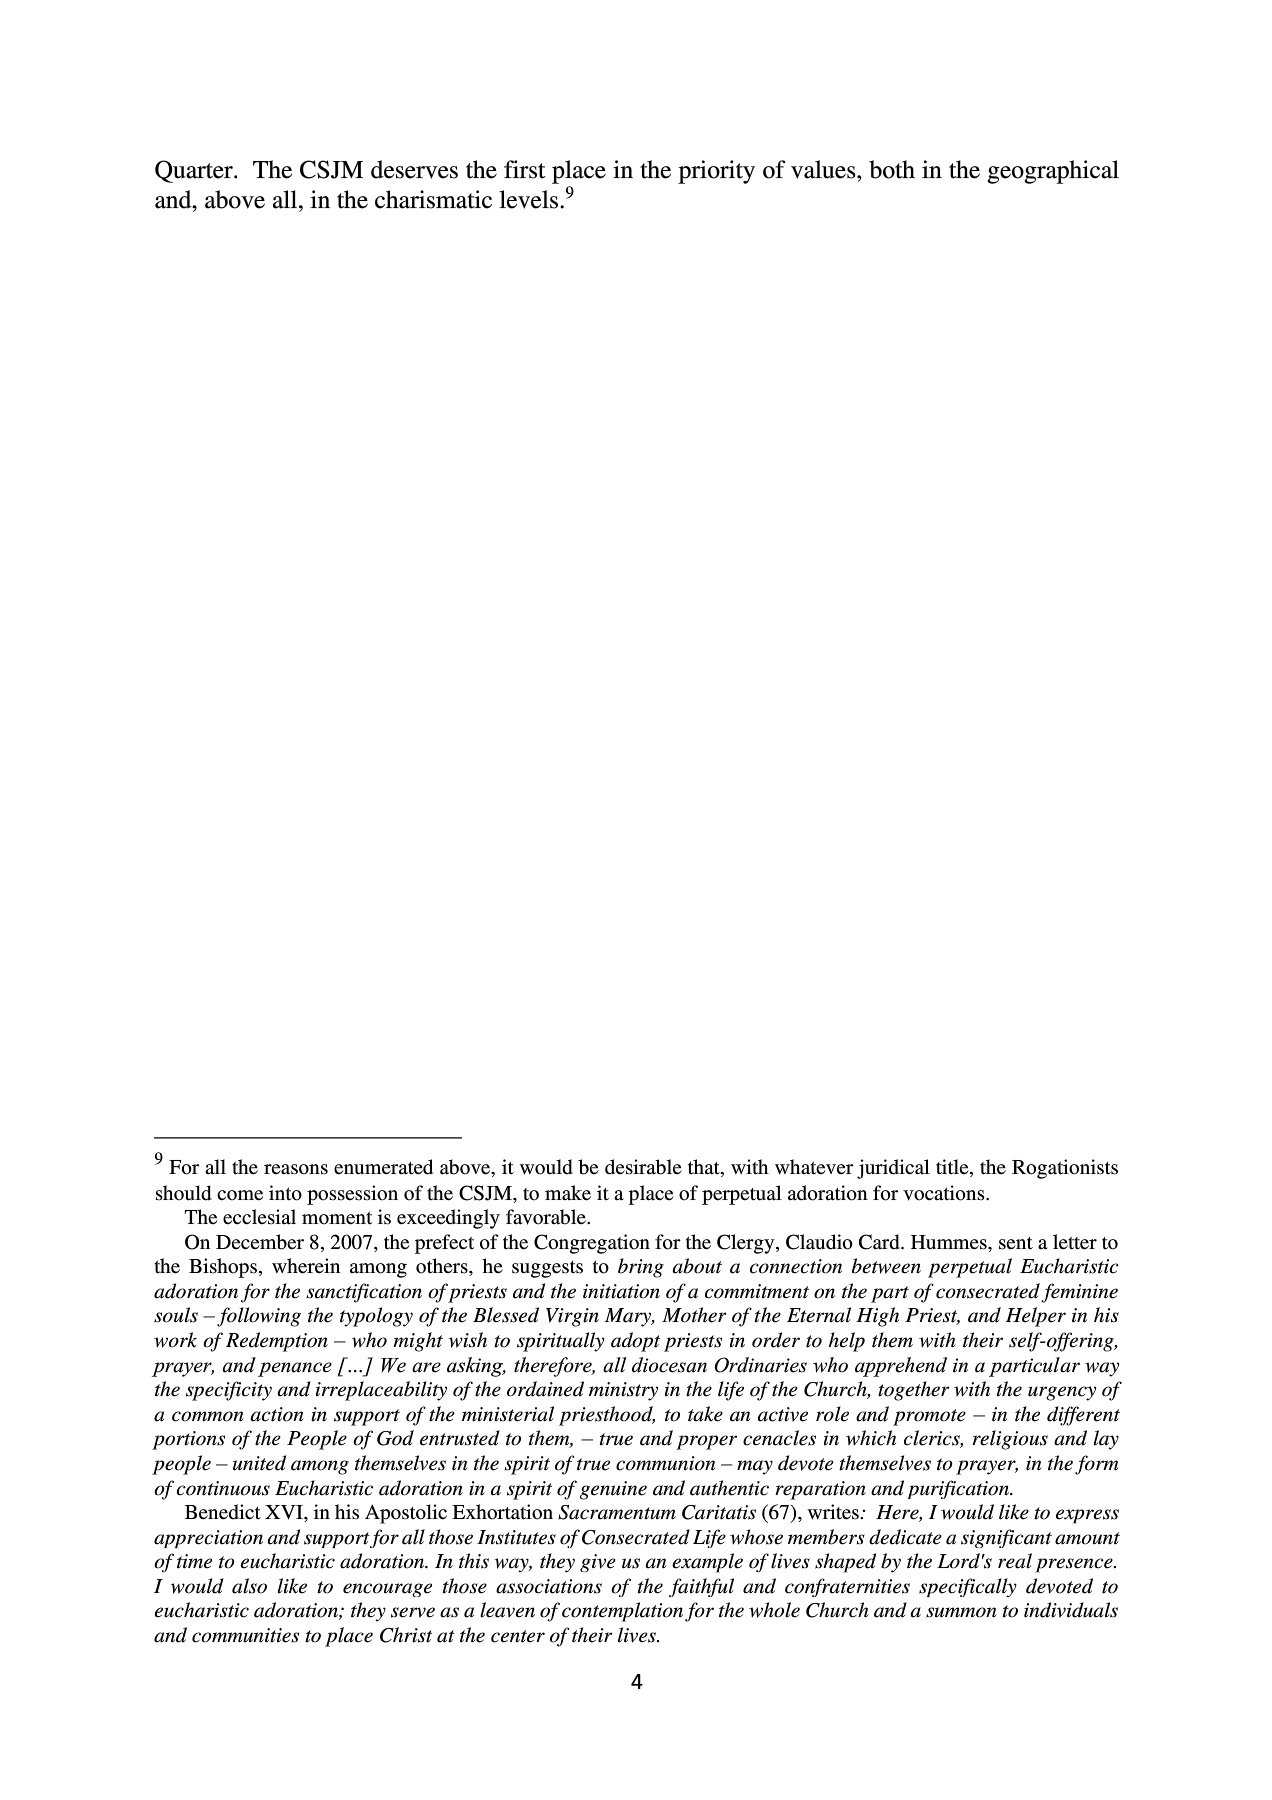 Quarter.  The CSJM deserves the first place in the priority of values, both in the geographical
and, above all, in the charismatic levels.9
9 For all the reasons enumerated above, it would be desirable that, with whatever juridical title, the Rogationists
should come into possession of the CSJM, to make it a place of perpetual adoration for vocations.
The ecclesial moment is exceedingly favorable.
On December 8, 2007, the prefect of the Congregation for the Clergy, Claudio Card. Hummes, sent a letter to
the Bishops, wherein among others, he suggests to bring about a connection between perpetual Eucharistic
adoration for the sanctification of priests and the initiation of a commitment on the part of consecrated feminine
souls – following the typology of the Blessed Virgin Mary, Mother of the Eternal High Priest, and Helper in his
work of Redemption – who might wish to spiritually adopt priests in order to help them with their self-offering,
prayer, and penance [...] We are asking, therefore, all diocesan Ordinaries who apprehend in a particular way
the specificity and irreplaceability of the ordained ministry in the life of the Church, together with the urgency of
a common action in support of the ministerial priesthood, to take an active role and promote – in the different
portions of the People of God entrusted to them, – true and proper cenacles in which clerics, religious and lay
people – united among themselves in the spirit of true communion – may devote themselves to prayer, in the form
of continuous Eucharistic adoration in a spirit of genuine and authentic reparation and purification.
Benedict XVI, in his Apostolic Exhortation Sacramentum Caritatis (67), writes:  Here, I would like to express
appreciation and support for all those Institutes of Consecrated Life whose members dedicate a significant amount
of time to eucharistic adoration. In this way, they give us an example of lives shaped by the Lord's real presence.
I would also like to encourage those associations of the faithful and confraternities specifically devoted to
eucharistic adoration; they serve as a leaven of contemplation for the whole Church and a summon to individuals
and communities to place Christ at the center of their lives.
4